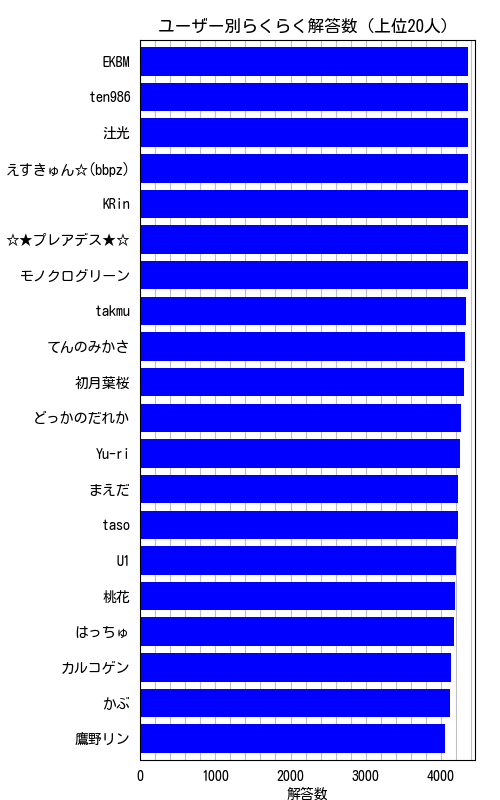 ユーザー別らくらく解答数（上位20人）
EKBM
ten986
汢光
えすきゅん☆(bbpz)
KRin
☆★プレアデス★☆
モノクログリーン
takmu
てんのみかさ
初月葉桜
どっかのだれか
Yu-ri
まえだ
taso
U1
桃花
はっちゅ
カルコゲン
かぶ
鷹野リン
0 1000 2000 3000 4000
解答数